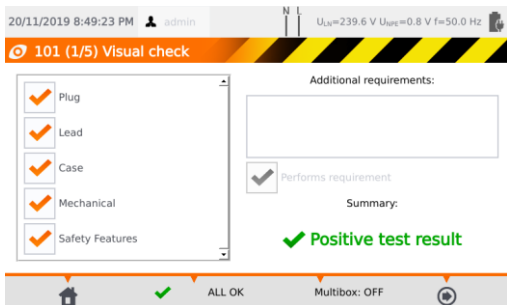 20/11/2019 8:49:23 PM admin N L ULN=239.6 V UNPE=0.8 V f=50.0 Hz
101 (1/5) Visual check
Additional requirements:
Plug
Lead
Case
Performs requirement
Mechanical
Summary:
Safety Features
Positive test result
ALL OK Multibox: OFF